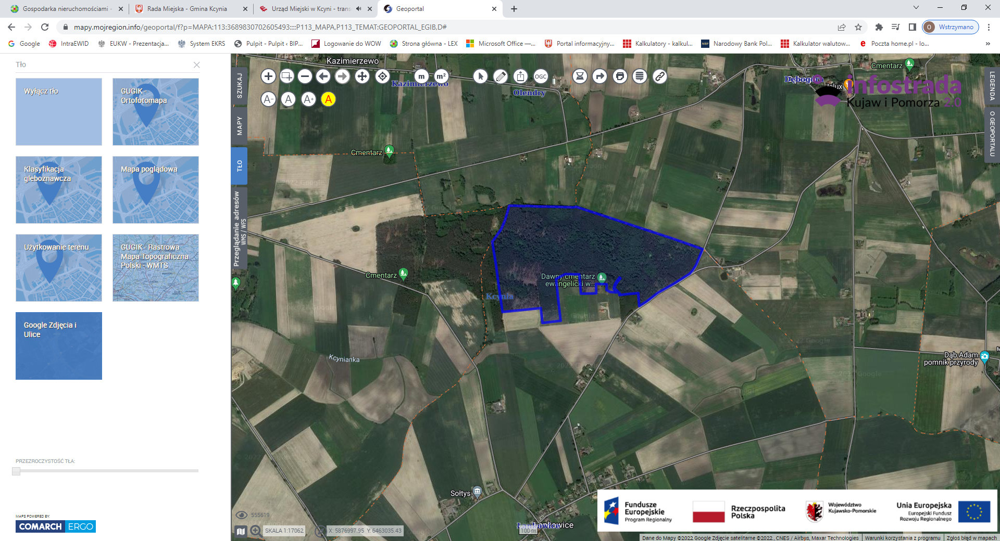 Gospodarka nieruchomościami -
Rada Miejska - Gmina Kcynia
Urząd Miejski w Kcyni - trans
Geoportal
mapy.mojregion.info/geoportal/f?p=MAPA:113:3689830702605493::::P113_MAPA,P113_TEMAT:GEOPORTAL_EGIB,D#
O Wstrzymano
Google
IntraEWID
EUKW - Prezentacja...
System EKRS
Pulpit - Pulpit ‹ BIP...
Logowanie do WOW
Strona główna - LEX
Microsoft Office —...
Portal informacyjny...
Kalkulatory - kalkul...
NBP Narodowy Bank Pol...
Kalkulator walutow...
Poczta home.pl - lo...
»
Tło
Wyłącz tło
GUGIK -
Ortofotomapa
Klasyfikacja
gleboznawcza
Mapa poglądowa
Użytkowanie terenu
GUGIK - Rastrowa
Mapa Topograficzna
Polski - WMTS
Google Zdjęcia i
Ulice
PRZEZROCZYSTOŚĆ TŁA:
MAPS POWERED BY:
COMARCH ERGO
SZUKAJ
MAPY
TŁO
Przeglądanie adresów
WMS / WFS
LEGENDA
O GEOPORTALU
m
m²
OGC
A-
A
A+
A
Kazimierzewo
Kazimierzewo
Olendry
Cmentarz
infostrada
Kujaw i Pomorza 2.0
Cmentarz
Cmentarz
Dawny cmentarz
ewangelicki w...
Kcynia
Kcynianka
Dąb Adam
pomnik przyrody
Sołtys
100 m
555619
SKALA 1:17062
X: 5876997.95 Y: 6463035.43
Fundusze
Europejskie
Program Regionalny
Rzeczpospolita
Polska
Województwo
Kujawsko-Pomorskie
Unia Europejska
Europejski Fundusz
Rozwoju Regionalnego
Dane do Mapy ©2022 Google Zdjęcie satelitarne ©2022 , CNES / Airbus, Maxar Technologies
Warunki korzystania z programu
Zgłoś błąd w mapach